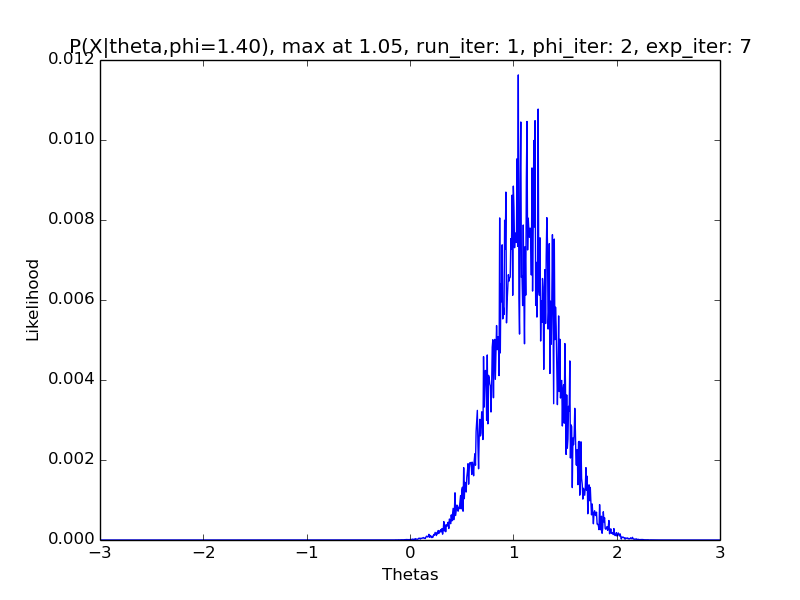 P(X|theta,phi=1.40), max at 1.05, run_iter: 1, phi_iter: 2, exp_iter: 7
0.012
0.010
0.008
0.006
0.004
0.002
0.000
Likelihood
−3 −2 −1 0 1 2 3
Thetas